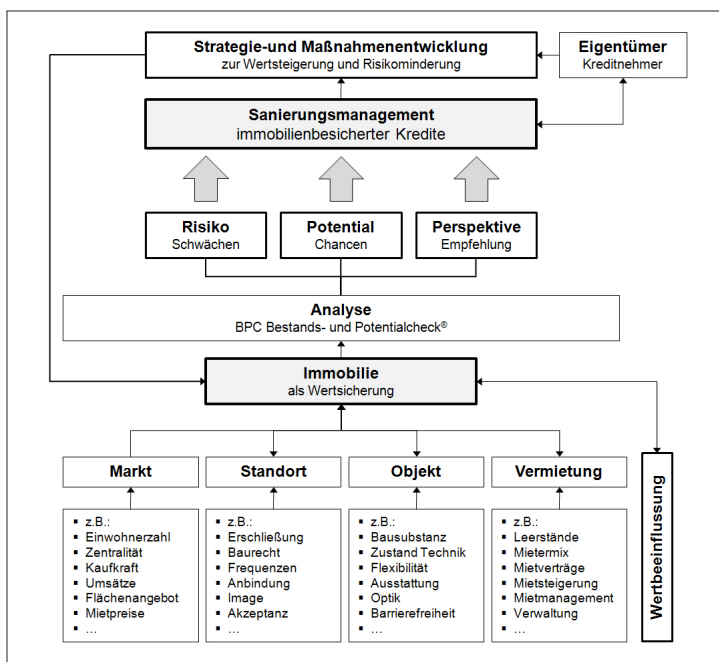 Strategie-und Maßnahmenentwicklung
zur Wertsteigerung und Risikominderung
Eigentümer
Kreditnehmer
Sanierungsmanagement
immobilienbesicherter Kredite
Risiko
Schwächen
Potential
Chancen
Perspektive
Empfehlung
Analyse
BPC Bestands- und Potentialcheck®
Immobilie
als Wertsicherung
Markt
Standort
Objekt
Vermietung
▪ z.B.:
▪ Einwohnerzahl
▪ Zentralität
▪ Kaufkraft
▪ Umsätze
▪ Flächenangebot
▪ Mietpreise
▪ …
▪ z.B.:
▪ Erschließung
▪ Baurecht
▪ Frequenzen
▪ Anbindung
▪ Image
▪ Akzeptanz
▪ …
▪ z.B.:
▪ Bausubstanz
▪ Zustand Technik
▪ Flexibilität
▪ Ausstattung
▪ Optik
▪ Barrierefreiheit
▪ …
▪ z.B.:
▪ Leerstände
▪ Mietermix
▪ Mietverträge
▪ Mietsteigerung
▪ Mietmanagement
▪ Verwaltung
▪ …
Wertbeeinflussung